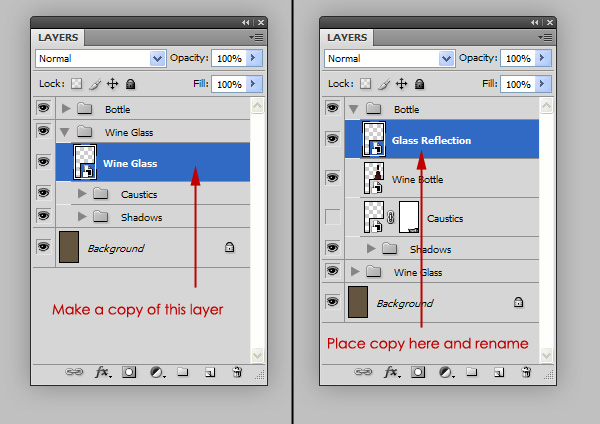 LAYERS
Normal Opacity: 100%
Lock: Fill: 100%
Bottle
Wine Glass
Wine Glass
Caustics
Shadows
Background
Make a copy of this layer
fx
LAYERS
Normal Opacity: 100%
Lock: Fill: 100%
Bottle
Glass Reflection
Wine Bottle
Caustics
Shadows
Wine Glass
Background
Place copy here and rename
fx